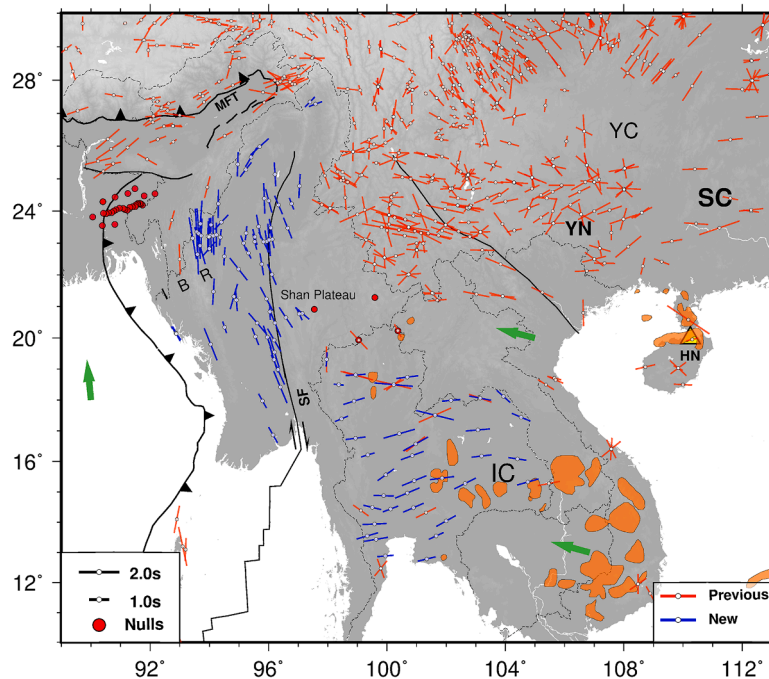 28°
24°
20°
16°
12°
MFT
YC
SC
YN
I B R
Shan Plateau
HN
SF
IC
2.0s
1.0s
Nulls
Previous
New
92° 96° 100° 104° 108° 112°